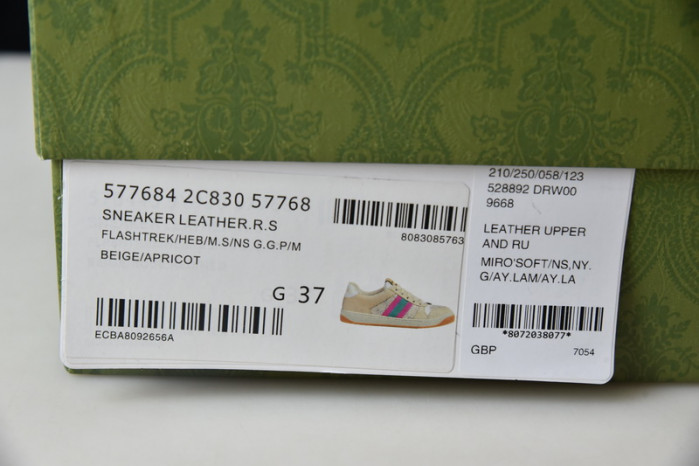 577684 2C830 57768
SNEAKER LEATHER.R.S
FLASHTREK/HEB/M.S/NS G.G.P/M
BEIGE/APRICOT
8083085763
G 37
ECBA8092656A
210/250/058/123
528892 DRW00
9668
LEATHER UPPER
AND RU
MIRO'SOFT/NS,NY.
G/AY.LAM/AY.LA
*8072038077*
GBP 7054